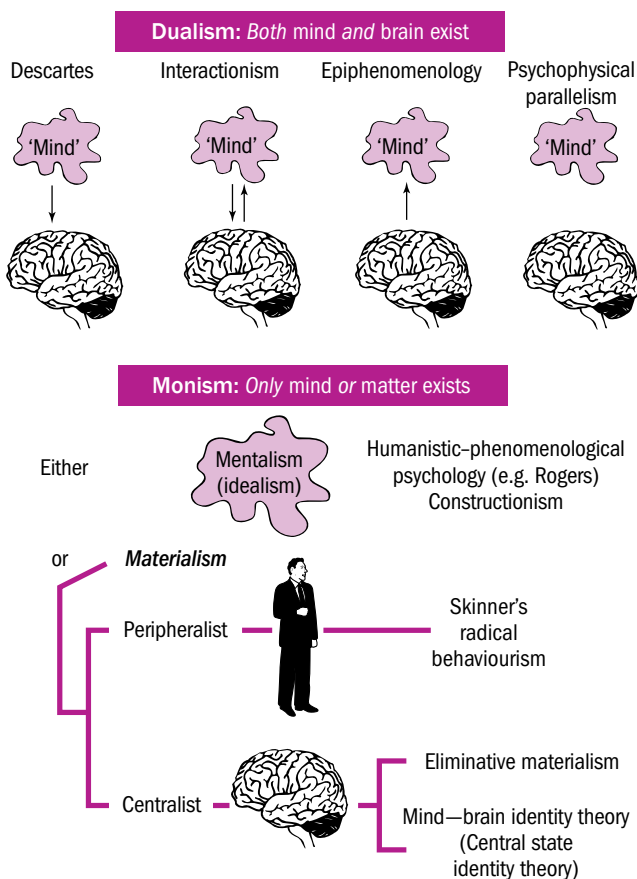 Dualism: Both mind and brain exist
Descartes
Interactionism
Epiphenomenology
Psychophysical
parallelism
'Mind'
'Mind'
'Mind'
'Mind'
Monism: Only mind or matter exists
Either
Mentalism
(idealism)
Humanistic–phenomenological
psychology (e.g. Rogers)
Constructionism
or
Materialism
Peripheralist
Skinner's
radical
behaviourism
Centralist
Eliminative materialism
Mind—brain identity theory
(Central state
identity theory)